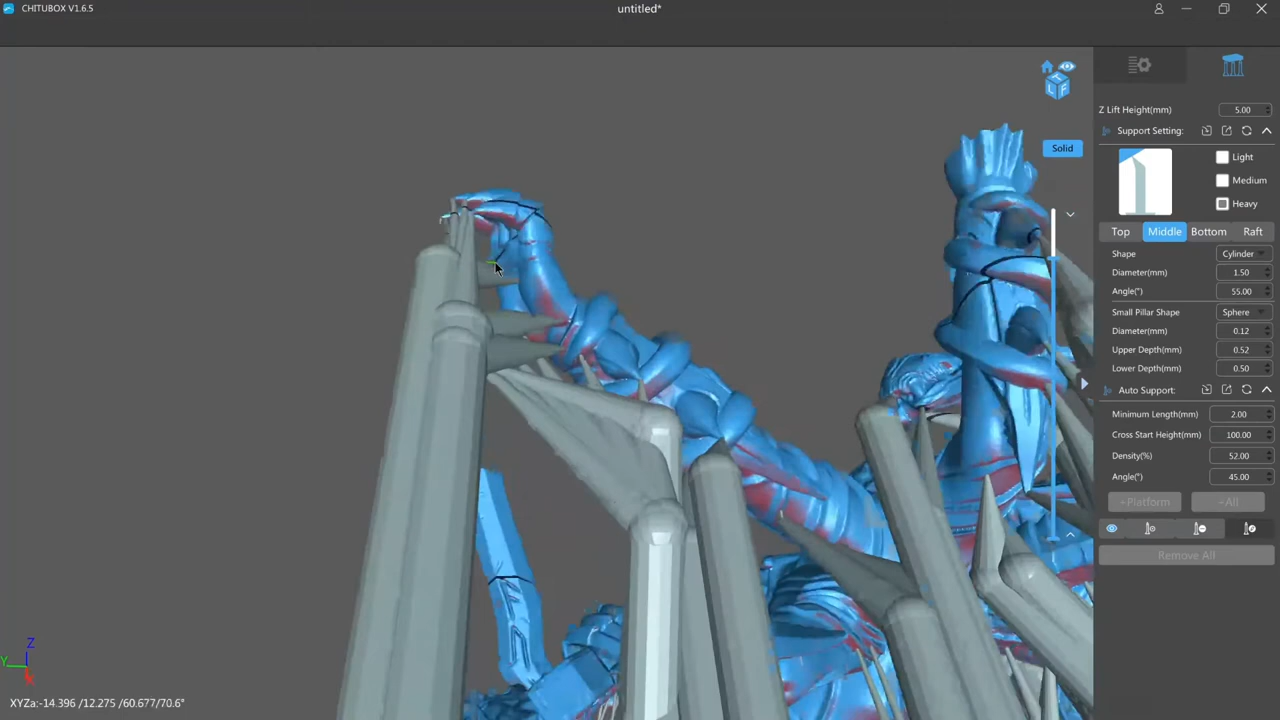 CHITUBOX V1.6.5
untitled*
Z Lift Height(mm) 5.00
Support Setting:
Light
Medium
Heavy
Top Middle Bottom Raft
Shape Cylinder
Diameter(mm) 1.50
Angle(°) 55.00
Small Pillar Shape Sphere
Diameter(mm) 0.12
Upper Depth(mm) 0.52
Lower Depth(mm) 0.50
Auto Support:
Minimum Length(mm) 2.00
Cross Start Height(mm) 100.00
Density(%) 52.00
Angle(°) 45.00
+Platform +All
Remove All
Solid
T
L F
Z
Y
X
XYZa:-14.396 /12.275 /60.677/70.6°